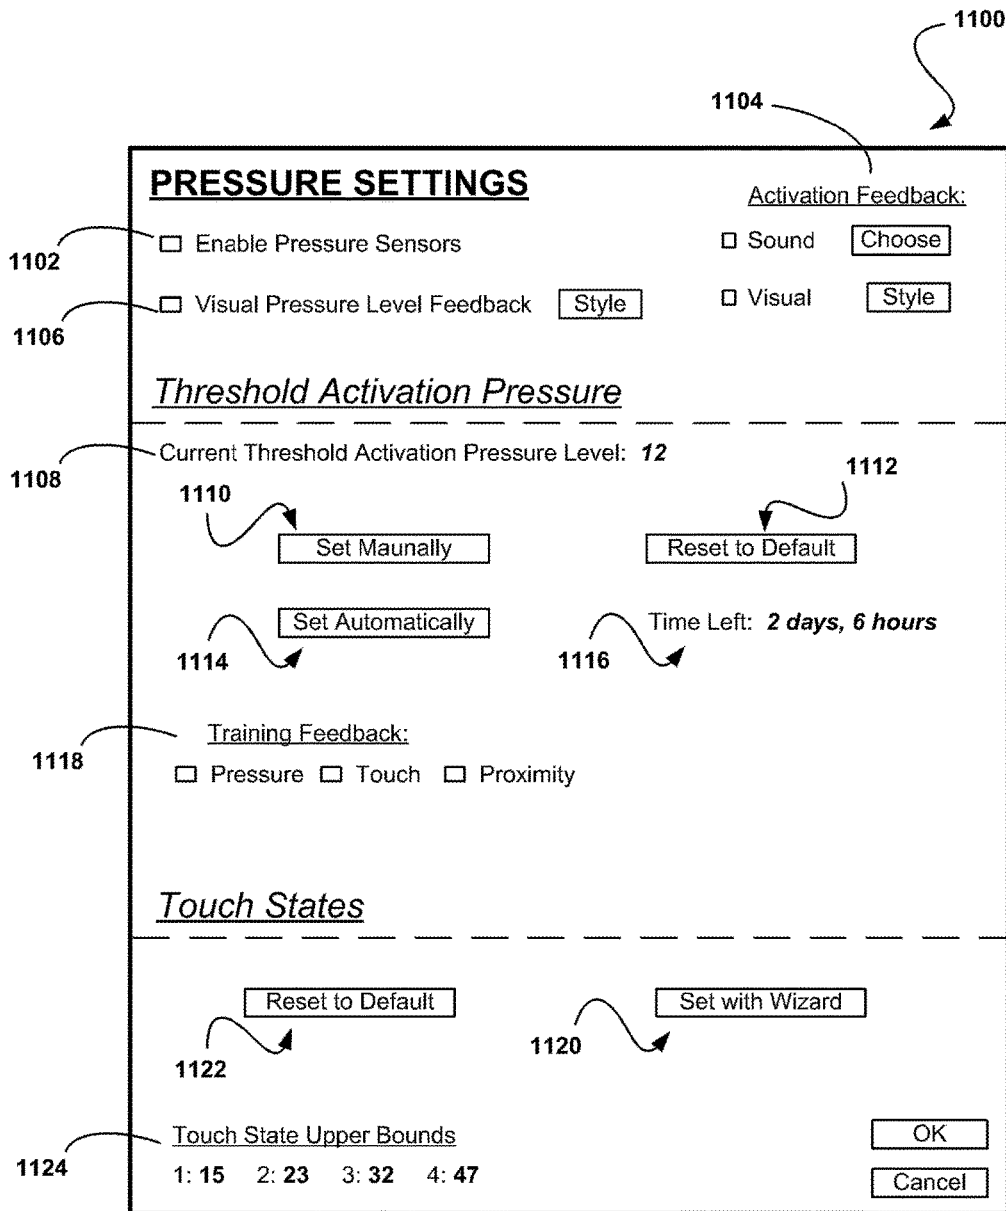 1100
1104
PRESSURE SETTINGS
Activation Feedback:
1102
Enable Pressure Sensors
Sound
Choose
1106
Visual Pressure Level Feedback
Style
Visual
Style
Threshold Activation Pressure
1108
Current Threshold Activation Pressure Level: 12
1110
1112
Set Maunally
Reset to Default
Set Automatically
Time Left: 2 days, 6 hours
1114
1116
1118
Training Feedback:
Pressure
Touch
Proximity
Touch States
Reset to Default
Set with Wizard
1122
1120
1124
Touch State Upper Bounds
OK
1: 15 2: 23 3: 32 4: 47
Cancel